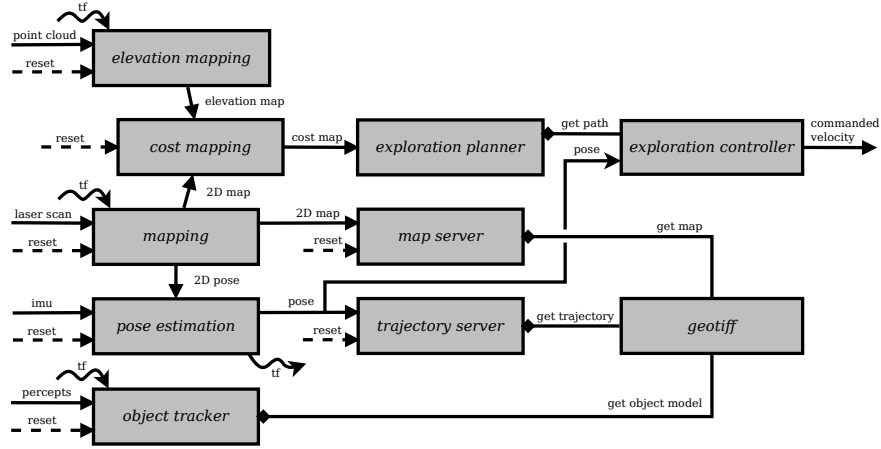 tf
point cloud
reset
elevation mapping
elevation map
reset
cost mapping
cost map
exploration planner
get path
exploration controller
commanded
velocity
pose
tf
2D map
laser scan
reset
mapping
2D map
reset
map server
get map
2D pose
imu
reset
pose estimation
pose
reset
trajectory server
get trajectory
geotiff
tf
tf
percepts
reset
object tracker
get object model